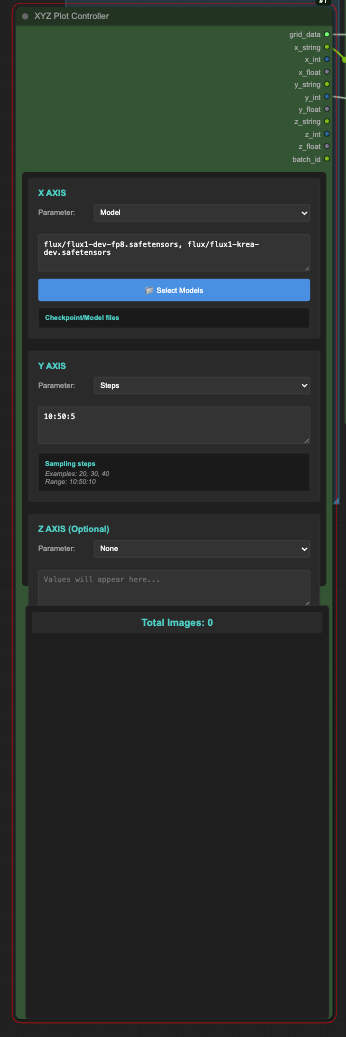 #1
XYZ Plot Controller
grid_data
x_string
x_int
x_float
y_string
y_int
y_float
z_string
z_int
z_float
batch_id
X AXIS
Parameter: Model
flux/flux1-dev-fp8.safetensors, flux/flux1-krea-
dev.safetensors
Select Models
Checkpoint/Model files
Y AXIS
Parameter: Steps
10:50:5
Sampling steps
Examples: 20, 30, 40
Range: 10:50:10
Z AXIS (Optional)
Parameter: None
Values will appear here...
Total Images: 0